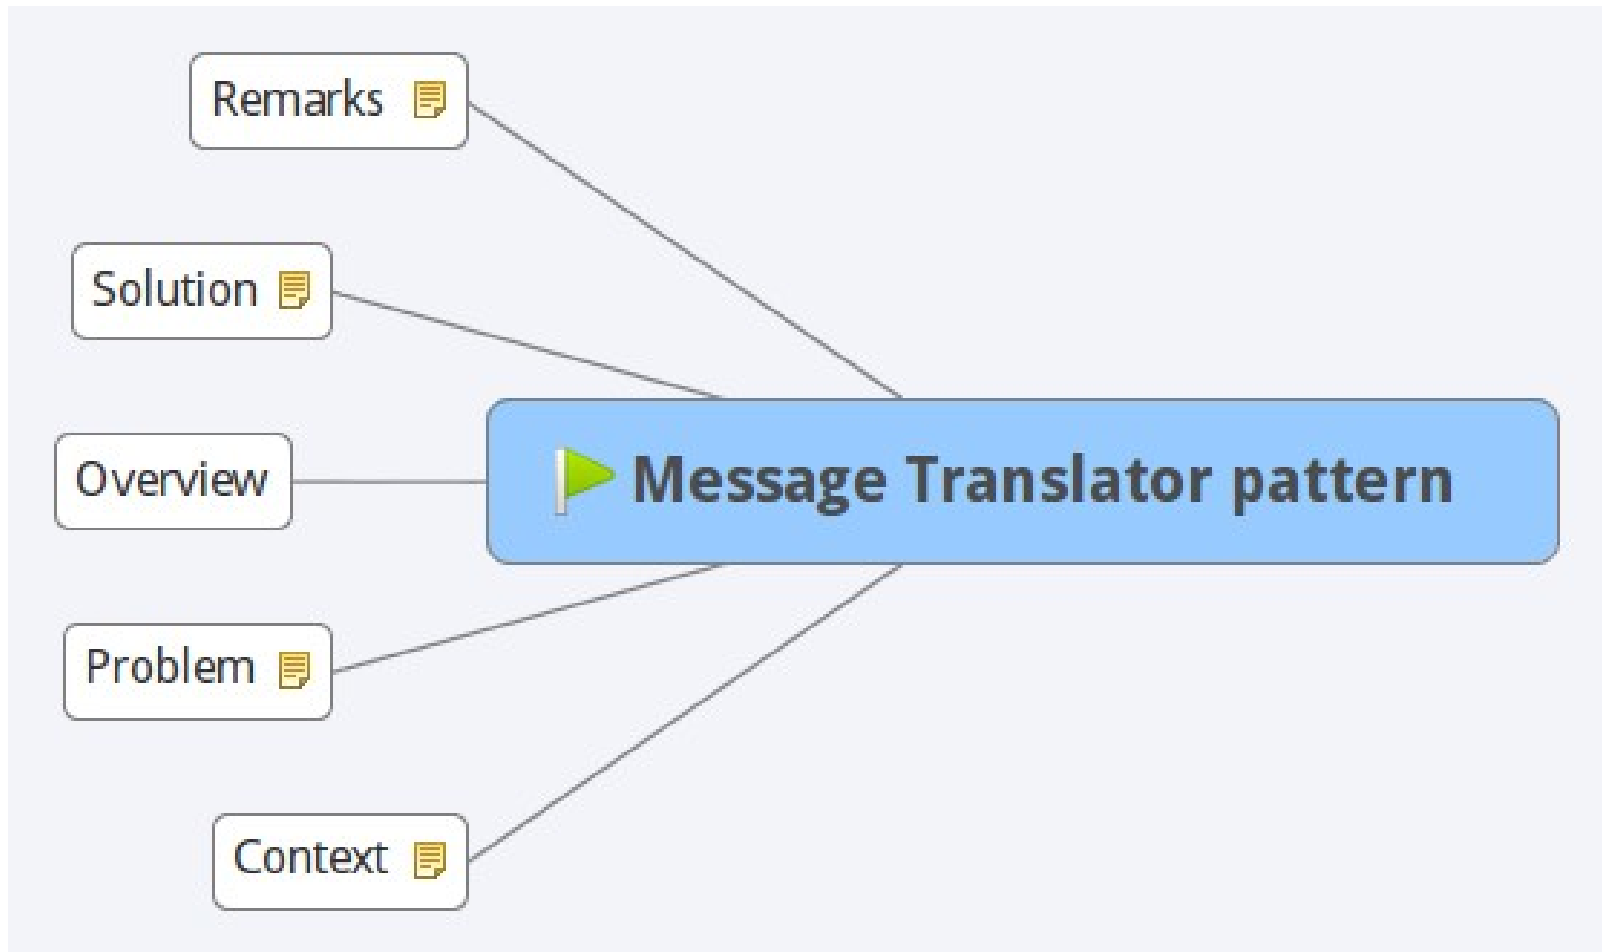 Remarks
Solution
Overview
Message Translator pattern
Problem
Context